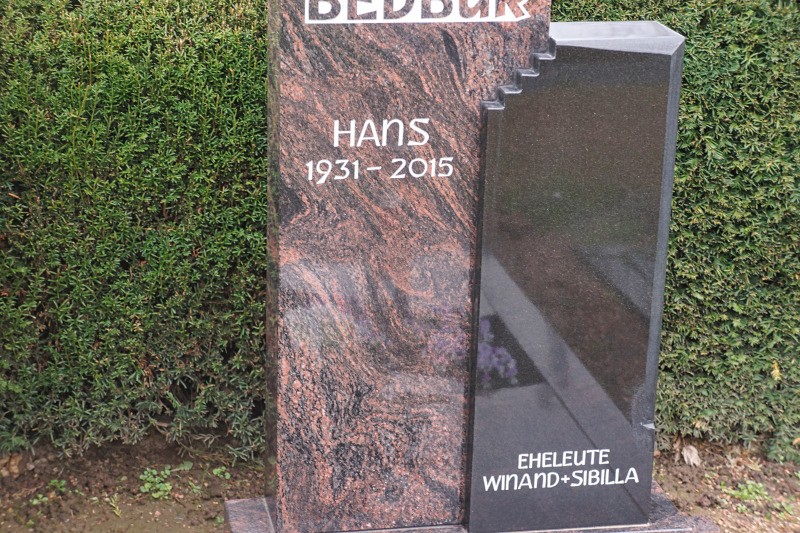 BEDBUR
HANS
1931 – 2015
EHELEUTE
WINAND+SIBILLA